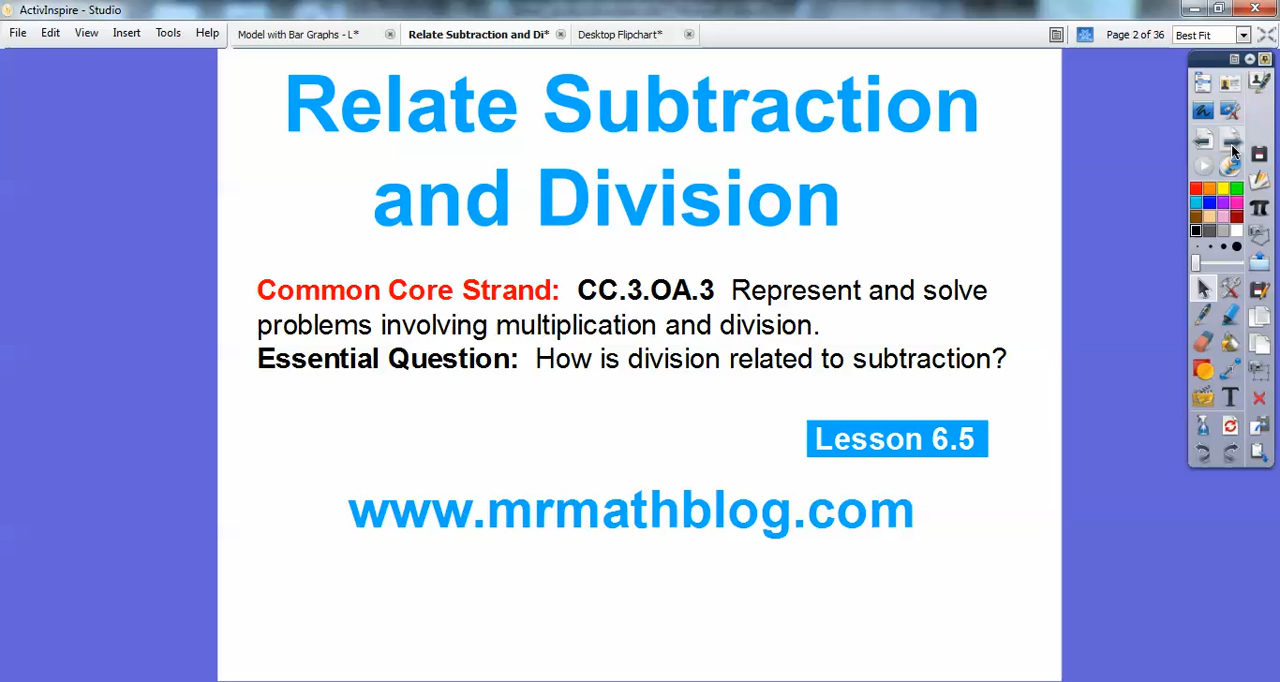 ActivInspire - Studio
File Edit View Insert Tools Help
Model with Bar Graphs - L* Relate Subtraction and Di* Desktop Flipchart* Page 2 of 36 Best Fit
Relate Subtraction
and Division
Common Core Strand: CC.3.OA.3 Represent and solve
problems involving multiplication and division.
Essential Question: How is division related to subtraction?
Lesson 6.5
www.mrmathblog.com